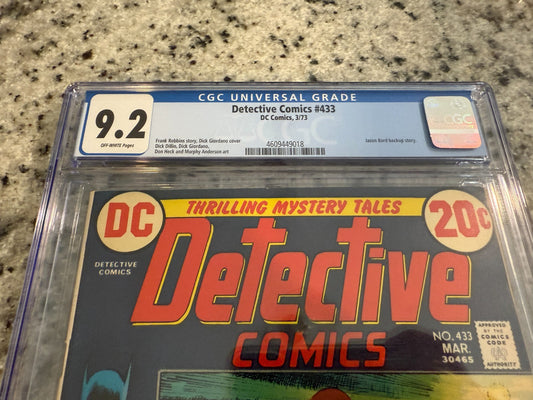 CGC UNIVERSAL GRADE
9.2
OFF-WHITE Pages
Detective Comics #433
DC Comics, 3/73
Frank Robbins story, Dick Giordano cover
Dick Dillin, Dick Giordano,
Don Heck and Murphy Anderson art
4609449018
Jason Bard backup story.
CGC
DC
THRILLING MYSTERY TALES
20¢
DETECTIVE
COMICS
Detective
COMICS
NO. 433
MAR.
30465
APPROVED
BY THE
COMICS
CODE
AUTHORITY